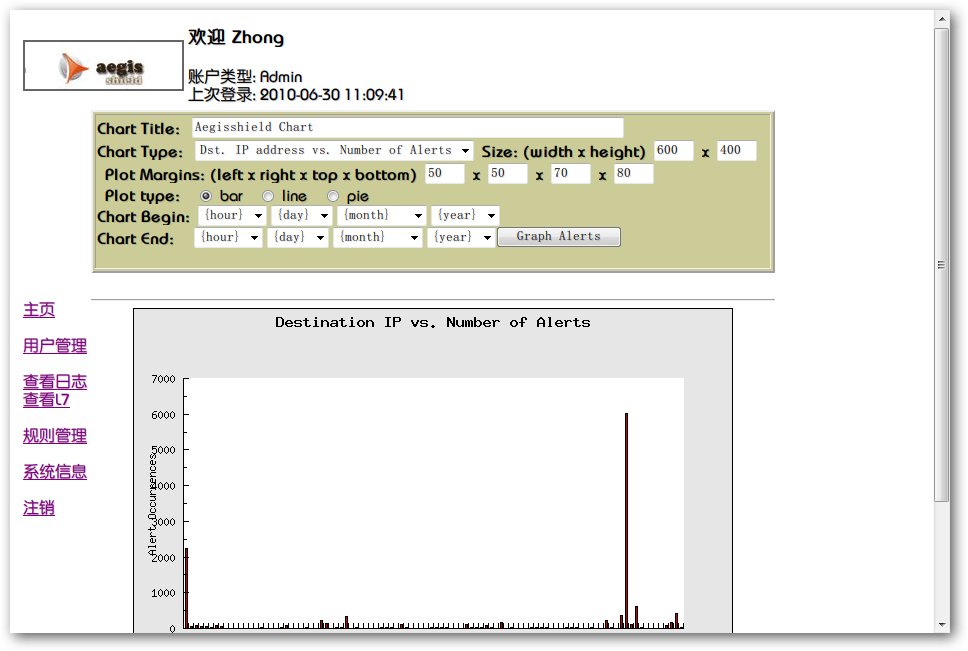 aegis
shield
欢迎 Zhong
账户类型: Admin
上次登录: 2010-06-30 11:09:41
Chart Title: Aegisshield Chart
Chart Type: Dst. IP address vs. Number of Alerts Size: (width x height) 600 x 400
Plot Margins: (left x right x top x bottom) 50 x 50 x 70 x 80
Plot type: bar line pie
Chart Begin: {hour} {day} {month} {year}
Chart End: {hour} {day} {month} {year} Graph Alerts
主页
用户管理
查看日志
查看l7
规则管理
系统信息
注销
Destination IP vs. Number of Alerts
Alert Occurrences
7000
6000
5000
4000
3000
2000
1000
0